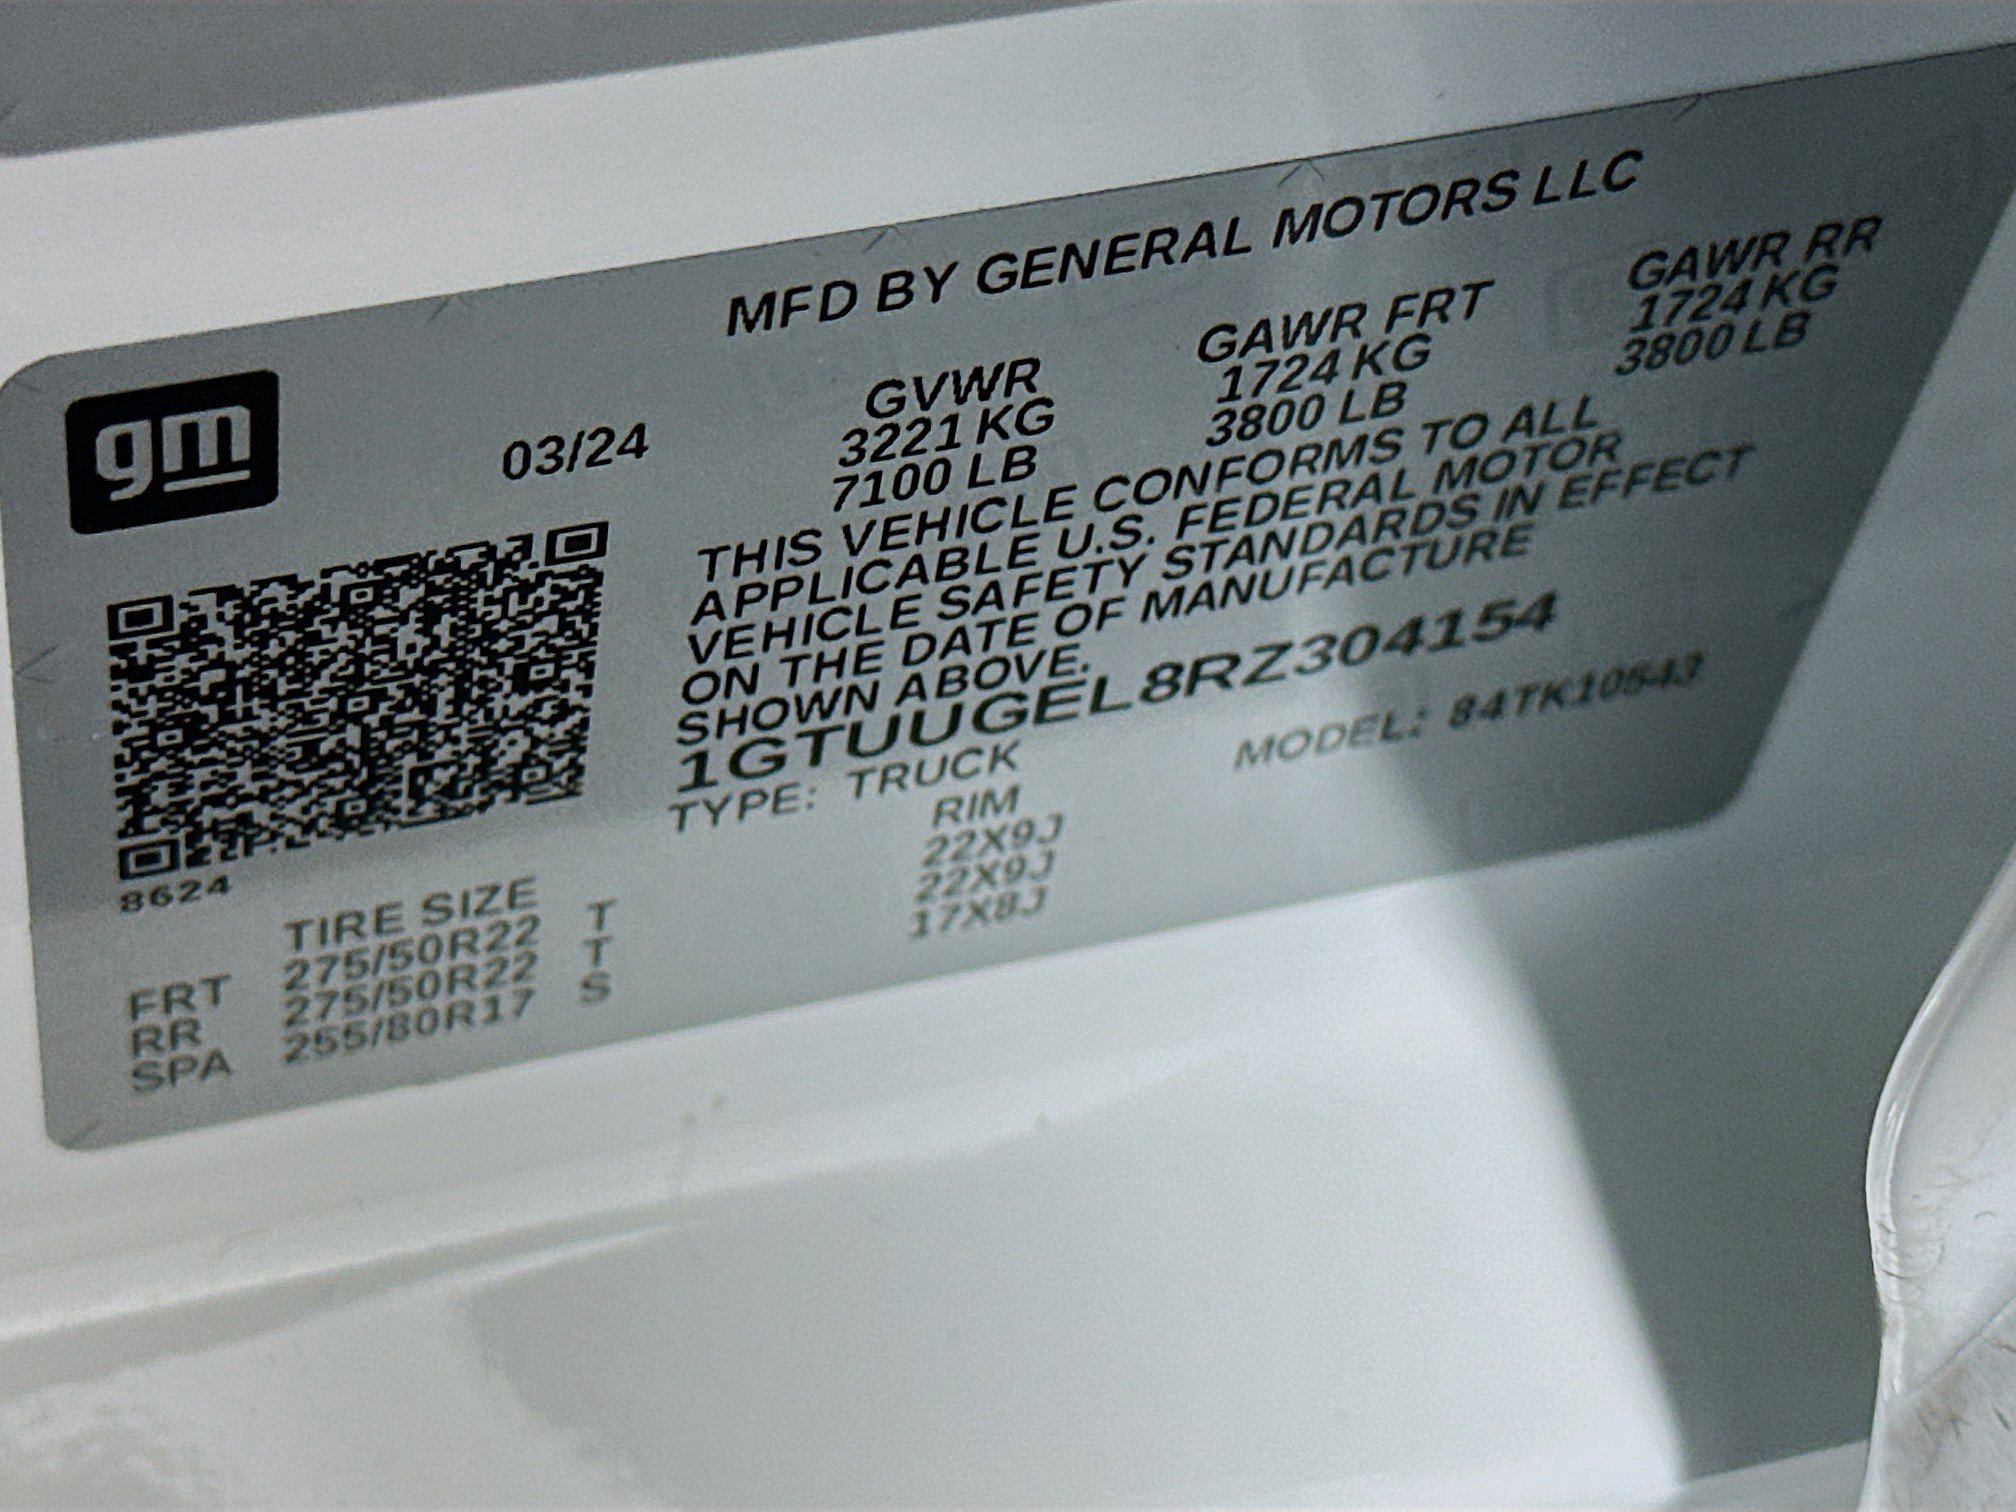 gm
MFD BY GENERAL MOTORS LLC
03/24
GVWR GAWR FRT GAWR RR
3221 KG 1724 KG 1724 KG
7100 LB 3800 LB 3800 LB
THIS VEHICLE CONFORMS TO ALL
APPLICABLE U.S. FEDERAL MOTOR
VEHICLE SAFETY STANDARDS IN EFFECT
ON THE DATE OF MANUFACTURE
SHOWN ABOVE.
1GTUUGEL8RZ304154
TYPE: TRUCK MODEL: 84TK10543
8624
TIRE SIZE RIM
FRT 275/50R22 T 22X9J
RR 275/50R22 T 22X9J
SPA 255/80R17 S 17X8J